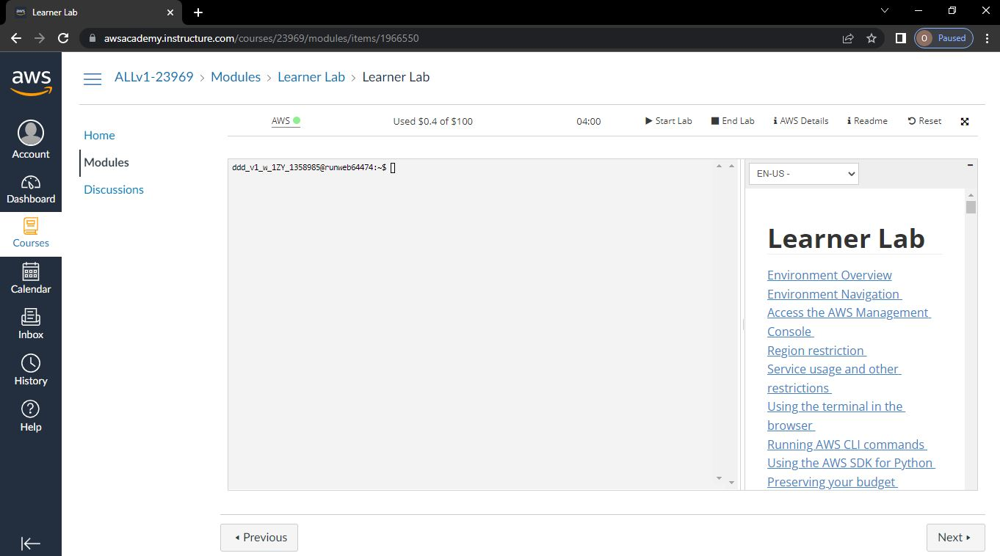 aws Learner Lab
awsacademy.instructure.com/courses/23969/modules/items/1966550
O Paused
aws
Account
Dashboard
Courses
Calendar
Inbox
History
Help
ALLv1-23969 > Modules > Learner Lab > Learner Lab
Home
Modules
Discussions
AWS Used $0.4 of $100 04:00 Start Lab End Lab AWS Details Readme Reset
ddd_v1_w_1ZY_1358985@runweb64474:~$
EN-US -
Learner Lab
Environment Overview
Environment Navigation
Access the AWS Management
Console
Region restriction
Service usage and other
restrictions
Using the terminal in the
browser
Running AWS CLI commands
Using the AWS SDK for Python
Preserving your budget
Previous
Next